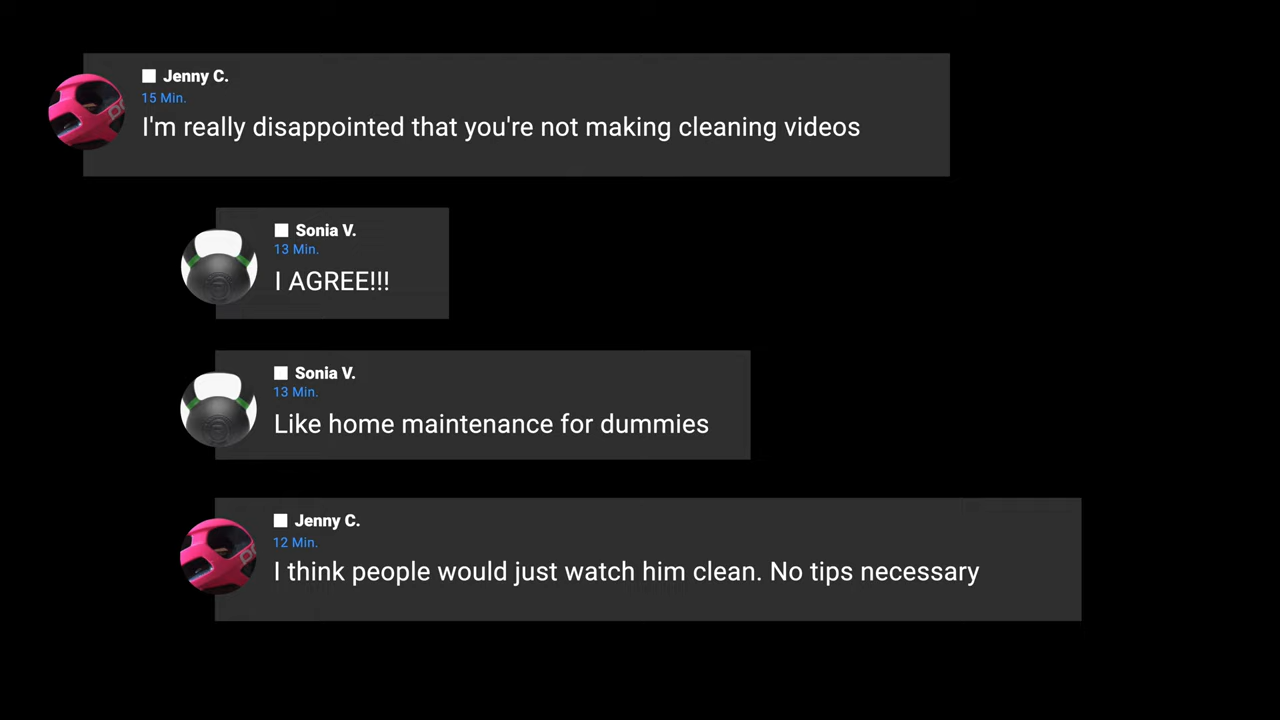 Jenny C.
15 Min.
I'm really disappointed that you're not making cleaning videos
Sonia V.
13 Min.
I AGREE!!!
Sonia V.
13 Min.
Like home maintenance for dummies
Jenny C.
12 Min.
I think people would just watch him clean. No tips necessary